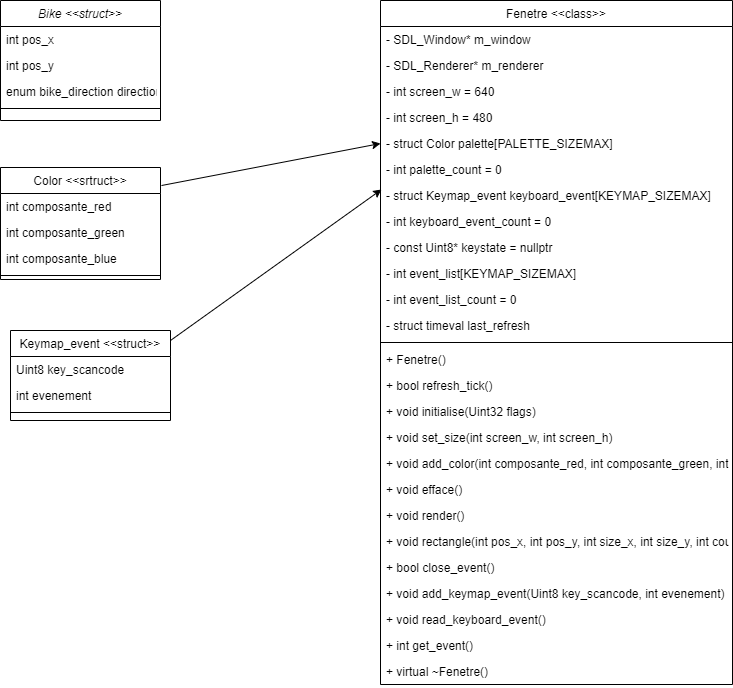 Bike <<struct>>
int pos_x
int pos_y
enum bike_direction
Color <<srtruct>>
int composante_red
int composante_green
int composante_blue
Keymap_event <<struct>>
Uint8 key_scancode
int evenement
Fenetre <<class>>
- SDL_Window* m_window
- SDL_Renderer* m_renderer
- int screen_w = 640
- int screen_h = 480
- struct Color palette[PALETTE_SIZEMAX]
- int palette_count = 0
- struct Keymap_event keyboard_event[KEYMAP_SIZEMAX]
- int keyboard_event_count = 0
- const Uint8* keystate = nullptr
- int event_list[KEYMAP_SIZEMAX]
- int event_list_count = 0
- struct timeval last_refresh
+ Fenetre()
+ bool refresh_tick()
+ void initialise(Uint32 flags)
+ void set_size(int screen_w, int screen_h)
+ void add_color(int composante_red, int composante_green, int
+ void efface()
+ void render()
+ void rectangle(int pos_x, int pos_y, int size_x, int size_y, int
+ bool close_event()
+ void add_keymap_event(Uint8 key_scancode, int evenement)
+ void read_keyboard_event()
+ int get_event()
+ virtual ~Fenetre()